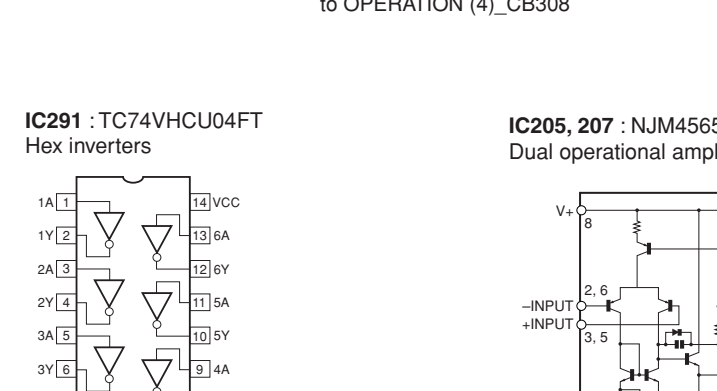 to OPERATION (4)_CB308
IC291 : TC74VHCU04FT
Hex inverters
1A 1
14 VCC
1Y 2
13 6A
2A 3
12 6Y
2Y 4
11 5A
3A 5
10 5Y
3Y 6
9 4A
IC205, 207 : NJM4565
Dual operational
V+
8
–INPUT
2, 6
+INPUT
3, 5